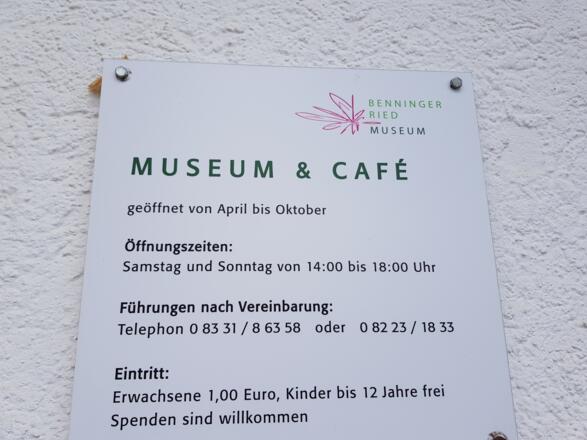 BENNINGER
RIED
MUSEUM
MUSEUM & CAFÉ
geöffnet von April bis Oktober
Öffnungszeiten:
Samstag und Sonntag von 14:00 bis 18:00 Uhr
Führungen nach Vereinbarung:
Telephon 0 83 31 / 8 63 58 oder 0 82 23 / 18 33
Eintritt:
Erwachsene 1,00 Euro, Kinder bis 12 Jahre frei
Spenden sind willkommen